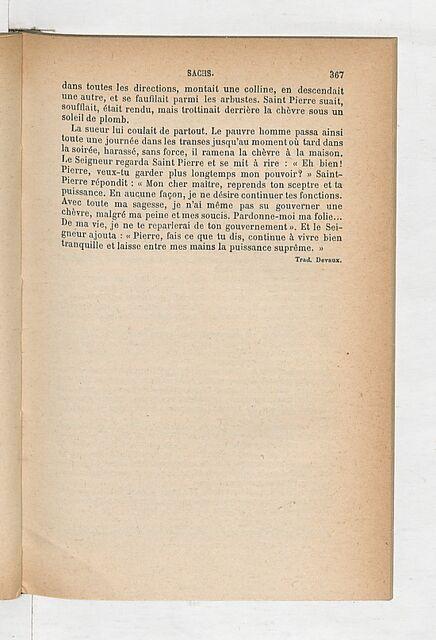 SACHS. 367
dans toutes les directions, montait une colline, en descendait
une autre, et se faufilait parmi les arbustes. Saint Pierre suait,
soufflait, était rendu, mais trottinait derrière la chèvre sous un
soleil de plomb.
La sueur lui coulait de partout. Le pauvre homme passa ainsi
toute une journée dans les transes jusqu'au moment où tard dans
la soirée, harassé, sans force, il ramena la chèvre à la maison.
Le Seigneur regarda Saint Pierre et se mit à rire : « Eh bien!
Pierre, veux-tu garder plus longtemps mon pouvoir? » Saint-
Pierre répondit : « Mon cher maître, reprends ton sceptre et ta
puissance. En aucune façon, je ne désire continuer tes fonctions.
Avec toute ma sagesse, je n'ai même pas su gouverner une
chèvre, malgré ma peine et mes soucis. Pardonne-moi ma folie...
De ma vie, je ne te reparlerai de ton gouvernement ». Et le Sei-
gneur ajouta : « Pierre, fais ce que tu dis, continue à vivre bien
tranquille et laisse entre mes mains la puissance suprême. »
Trad. Devaux.